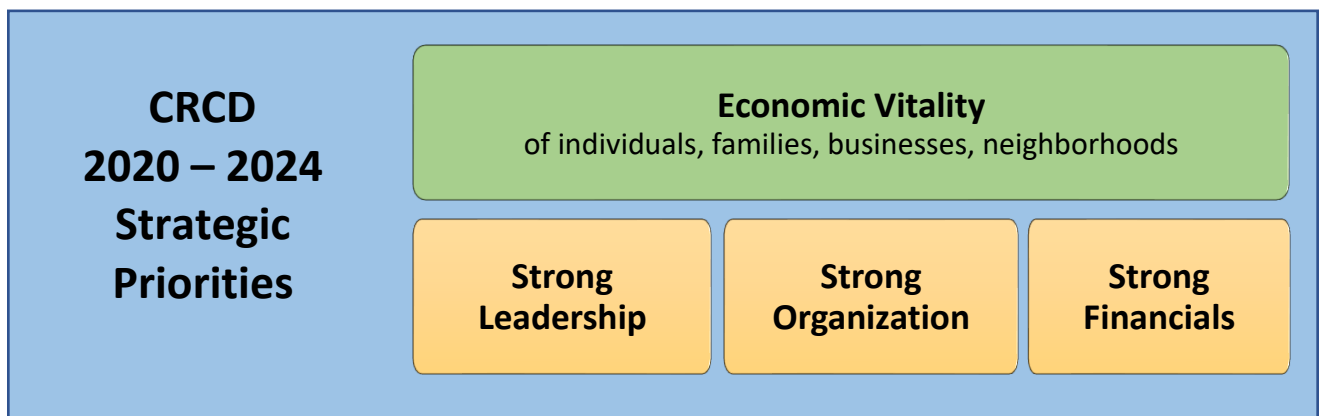 CRCD
2020 – 2024
Strategic
Priorities
Economic Vitality
of individuals, families, businesses, neighborhoods
Strong
Leadership
Strong
Organization
Strong
Financials